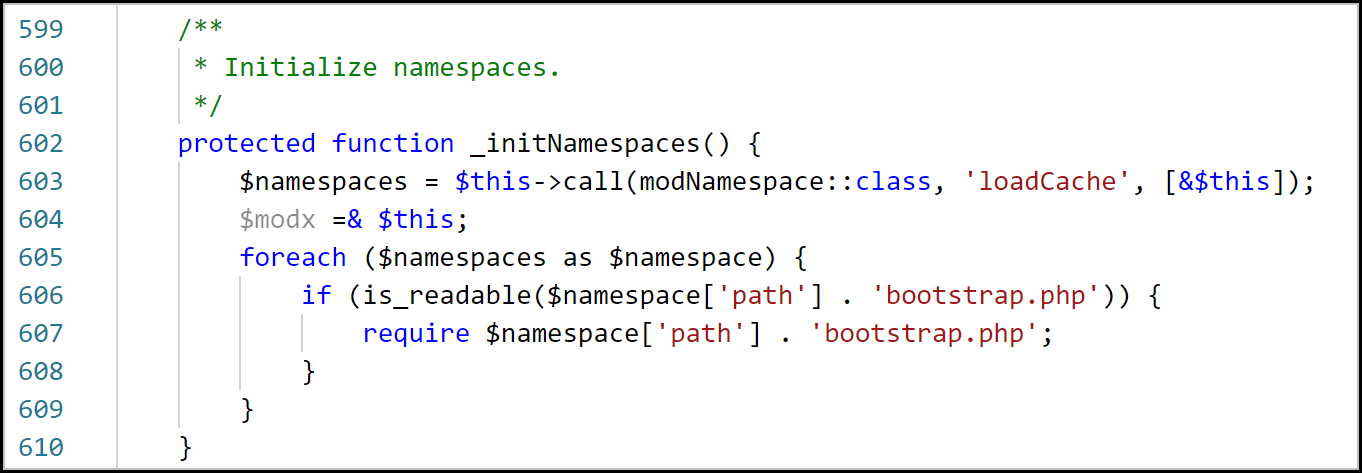 599 /**
600  * Initialize namespaces.
601  */
602 protected function _initNamespaces() {
603     $namespaces = $this->call(modNamespace::class, 'loadCache', [&$this]);
604     $modx =& $this;
605     foreach ($namespaces as $namespace) {
606         if (is_readable($namespace['path'] . 'bootstrap.php')) {
607             require $namespace['path'] . 'bootstrap.php';
608         }
609     }
610 }